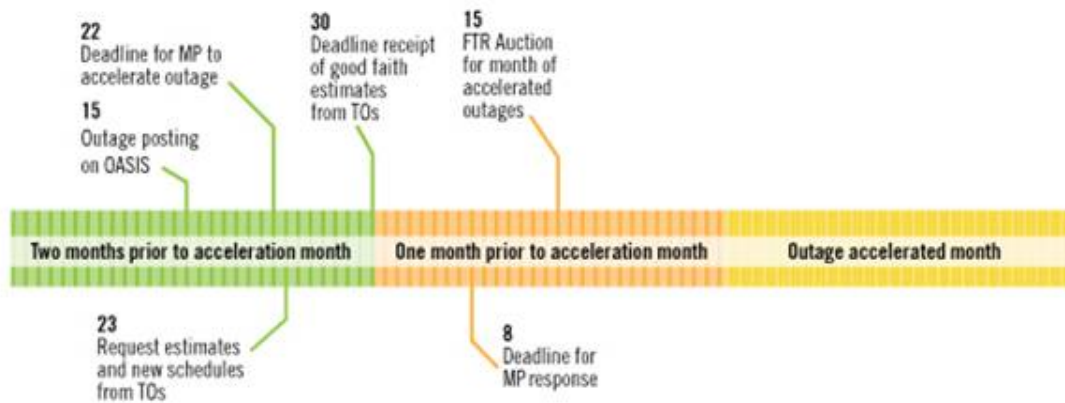 22
Deadline for MP to
accelerate outage
15
Outage posting
on OASIS
30
Deadline receipt
of good faith
estimates
from TOs
15
FTR Auction
for month of
accelerated
outages
Two months prior to acceleration month
One month prior to acceleration month
Outage accelerated month
23
Request estimates
and new schedules
from TOs
8
Deadline for
MP response